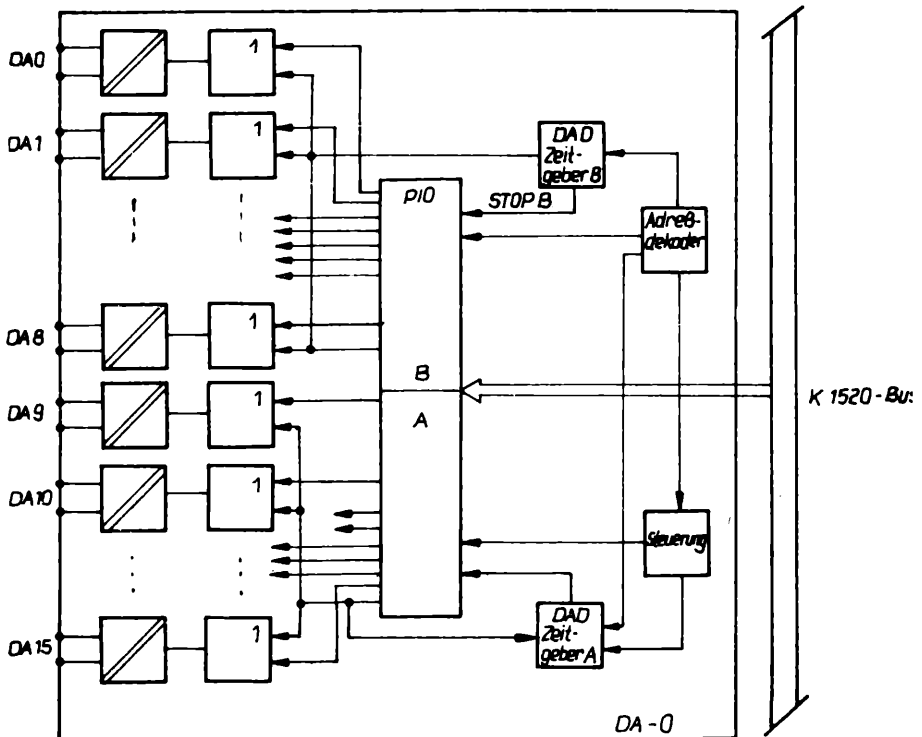 DA0
1
DA1
1
DAD
Zeit-
geber B
PIO
STOP B
Adreß-
dekoder
DA8
1
B
DA9
1
A
K 1520-Bus
DA10
1
Steuerung
DA15
1
DAD
Zeit-
geber A
DA-0